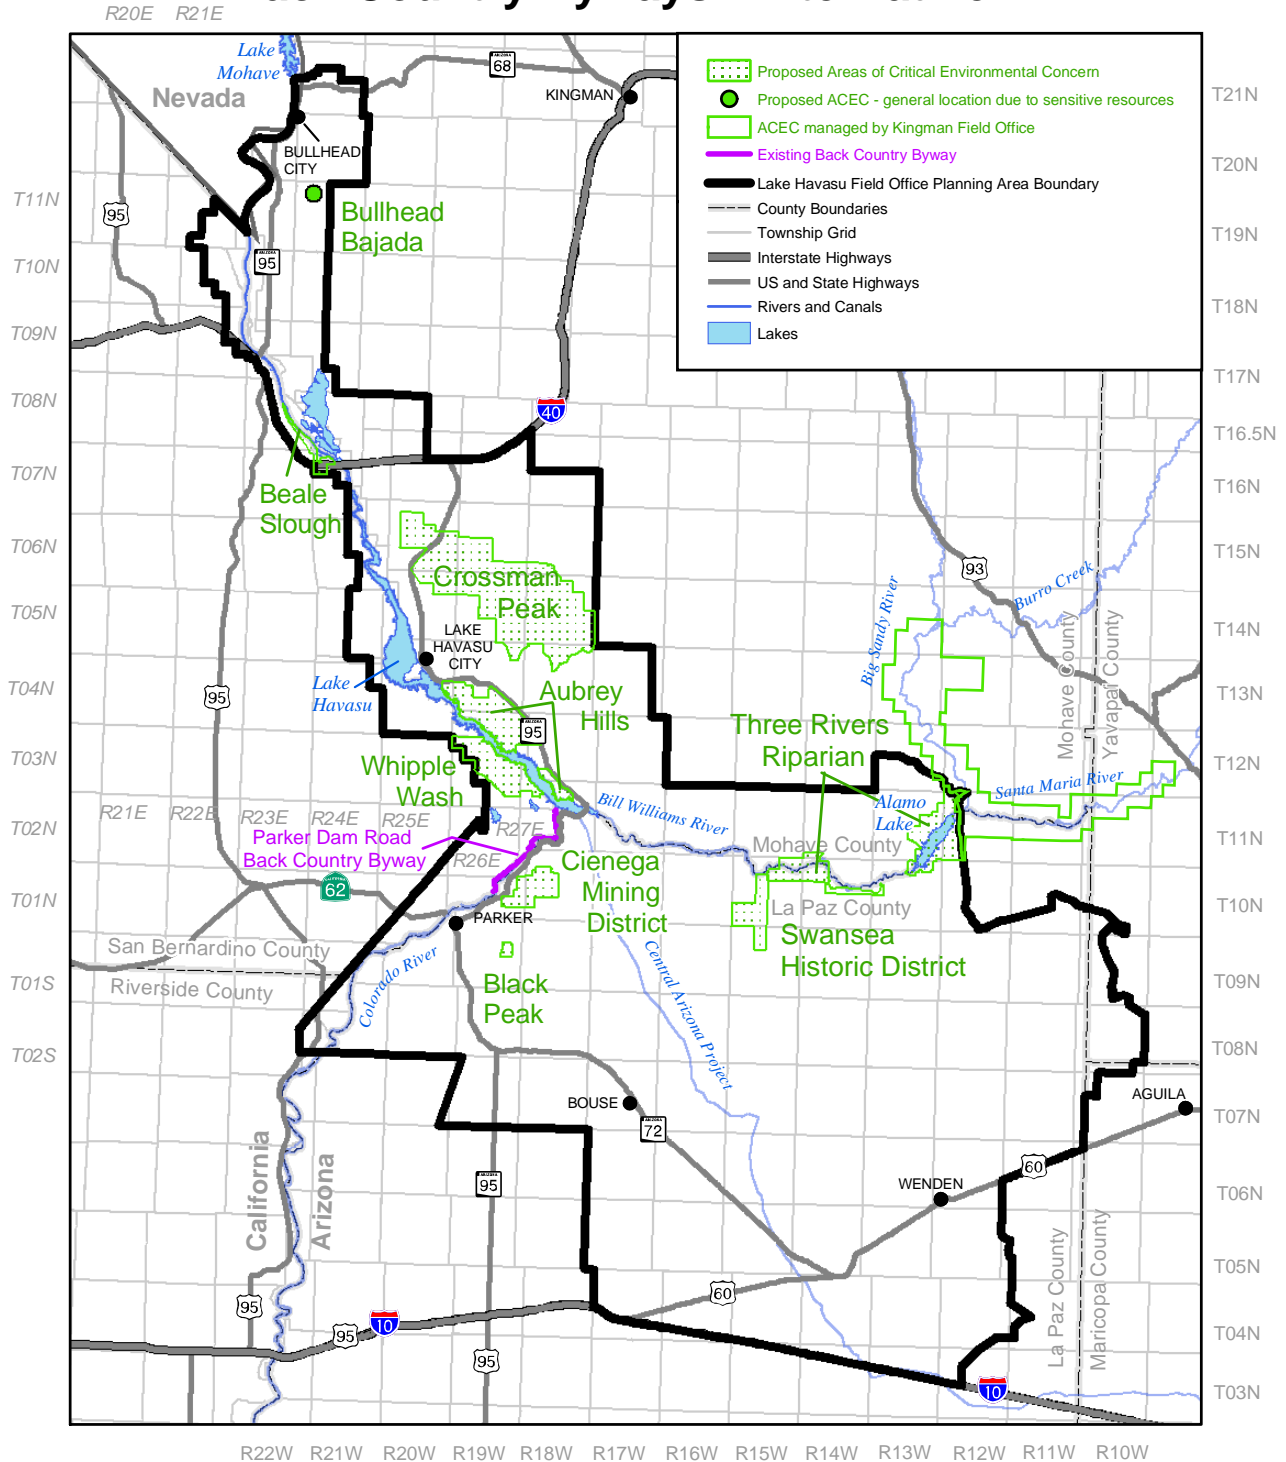 R20E R21E
Lake
Mohave
Nevada
68
KINGMAN
BULLHEAD
CITY
Bullhead
Bajada
95
95
Proposed Areas of Critical Environmental Concern
Proposed ACEC - general location due to sensitive resources
ACEC managed by Kingman Field Office
Existing Back Country Byway
Lake Havasu Field Office Planning Area Boundary
County Boundaries
Township Grid
Interstate Highways
US and State Highways
Rivers and Canals
Lakes
T11N
T10N
T09N
T08N
T07N
T06N
T05N
T04N
T03N
T02N
T01N
T01S
T02S
T21N
T20N
T19N
T18N
T17N
T16.5N
T16N
T15N
T14N
T13N
T12N
T11N
T10N
T09N
T08N
T07N
T06N
T05N
T04N
T03N
40
Beale
Slough
Crossman
Peak
93
Burro Creek
Big Sandy River
Mohave County
Yavapai County
LAKE
HAVASU
CITY
Lake
Havasu
95
Aubrey
Hills
ARIZONA
95
Three Rivers
Riparian
Whipple
Wash
Santa Maria River
Alamo
Lake
Bill Williams River
R21E R22E R23E R24E R25E
R27E
R26E
Parker Dam Road
Back Country Byway
Mohave County
Cienega
Mining
District
62
PARKER
La Paz County
Swansea
Historic District
San Bernardino County
Riverside County
Colorado River
Black
Peak
Central Arizona Project
BOUSE
72
AGUILA
California
Arizona
95
WENDEN
60
La Paz County
Maricopa County
60
95
95
10
95
10
R22W R21W R20W R19W R18W R17W R16W R15W R14W R13W R12W R11W R10W